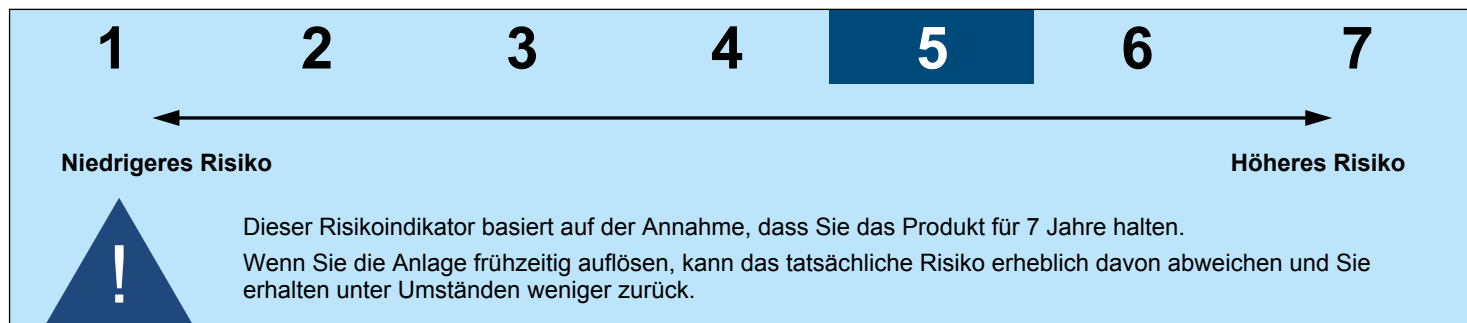 1 2 3 4 5 6 7
Niedrigeres Risiko Höheres Risiko
!
Dieser Risikoindikator basiert auf der Annahme, dass Sie das Produkt für 7 Jahre halten.
Wenn Sie die Anlage frühzeitig auflösen, kann das tatsächliche Risiko erheblich davon abweichen und Sie
erhalten unter Umständen weniger zurück.